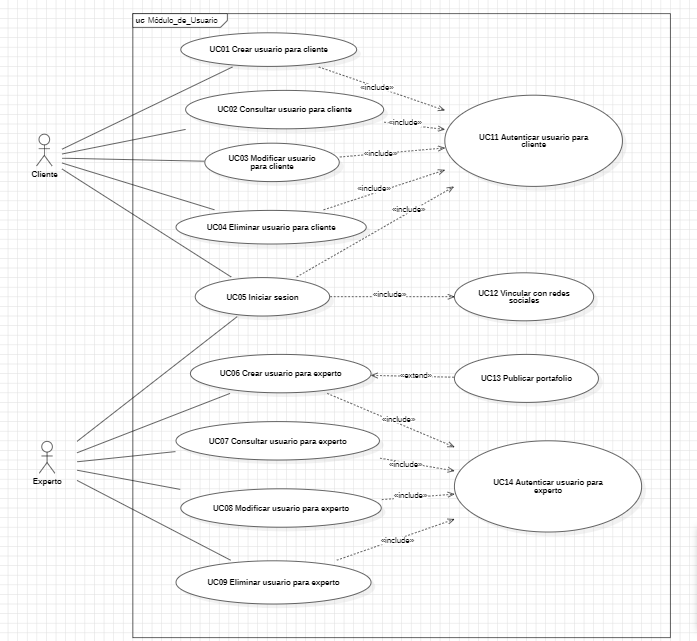 uc Módulo_de_Usuario
UC01 Crear usuario para cliente
«include»
UC02 Consultar usuario para cliente
«include»
UC11 Autenticar usuario para
cliente
Cliente
UC03 Modificar usuario
para cliente
«include»
«include»
UC04 Eliminar usuario para cliente
«include»
UC05 Iniciar sesion
«include»
UC12 Vincular con redes
sociales
UC06 Crear usuario para experto
«extend»
UC13 Publicar portafolio
«include»
UC07 Consultar usuario para experto
«include»
Experto
UC14 Autenticar usuario para
experto
«include»
UC08 Modificar usuario para experto
«include»
UC09 Eliminar usuario para experto